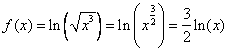 f(x) = ln(√x³) = ln(x^{3/2}) = 3/2 ln(x)